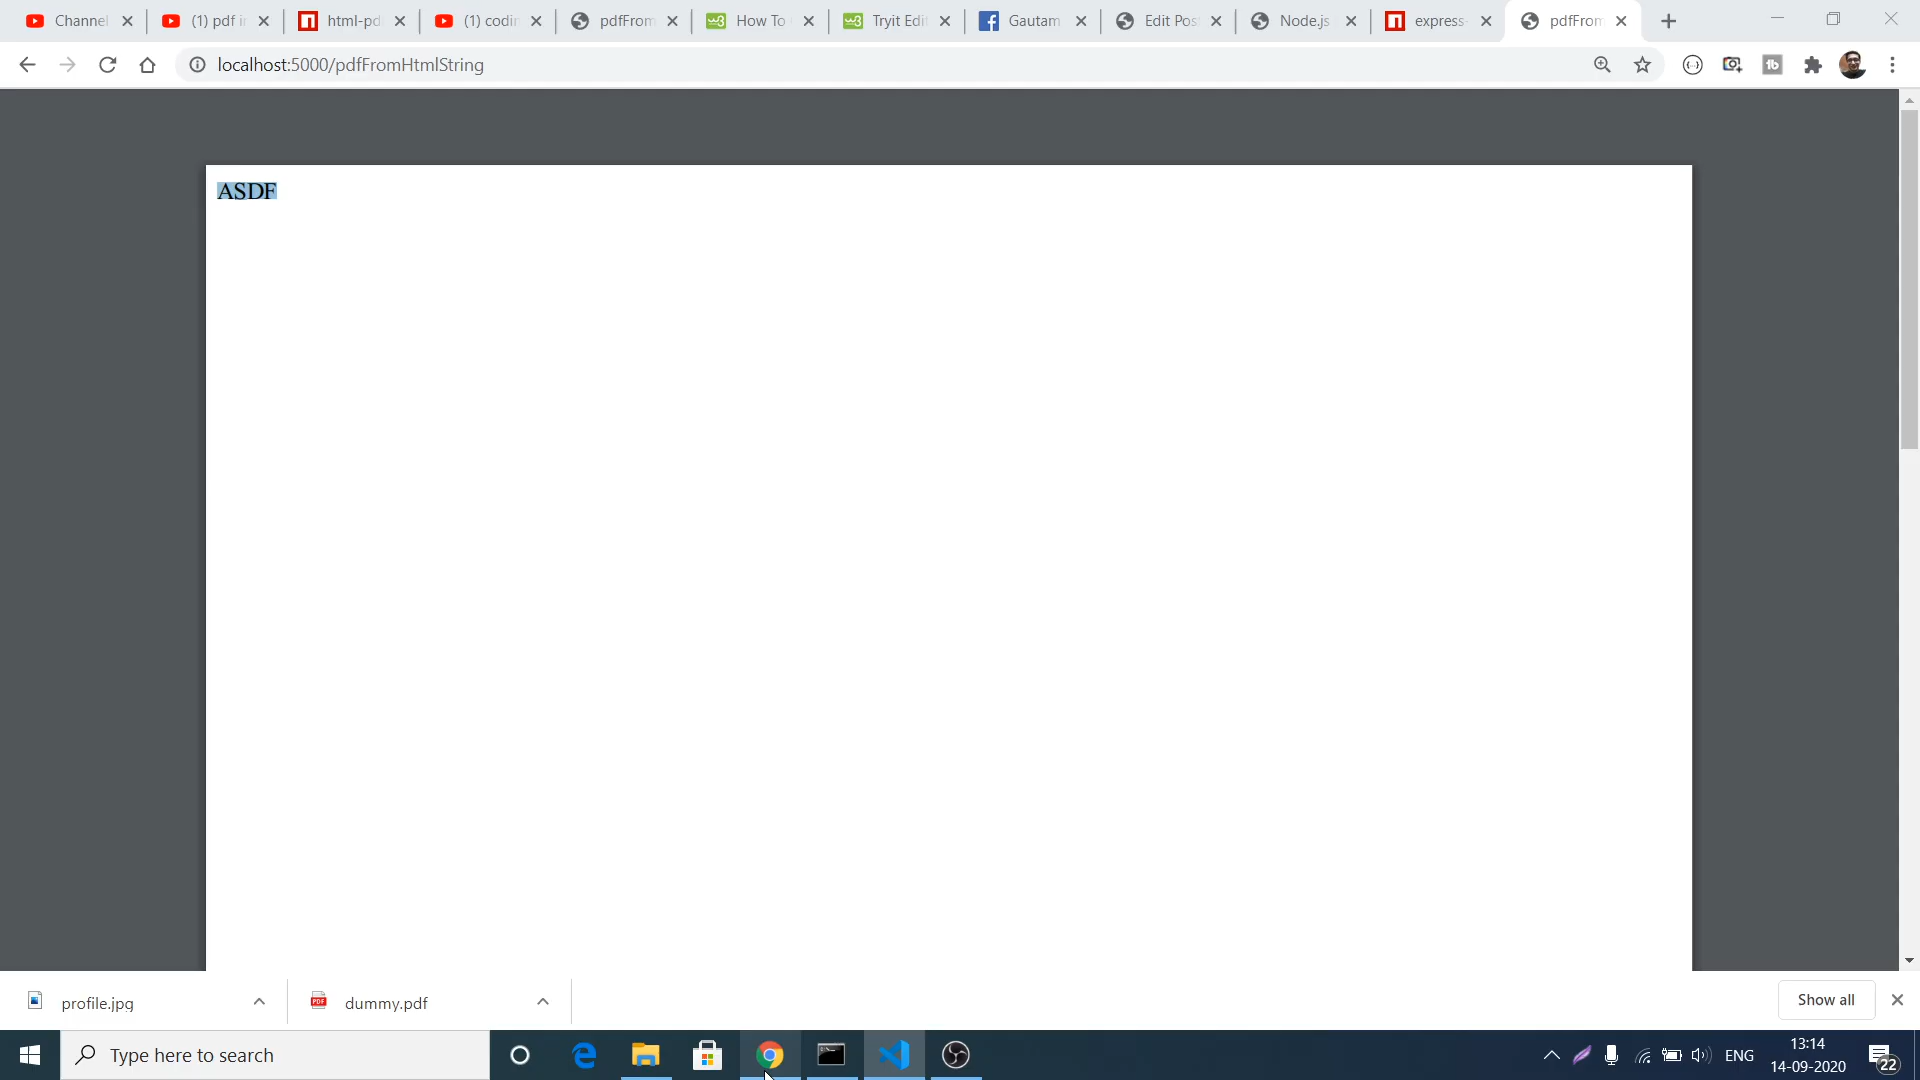 Channel (1) pdf in html-pd (1) codin pdfFrom How To Tryit Edi Gautam Edit Pos Node.js express- pdfFrom
localhost:5000/pdfFromHtmlString
ASDF
profile.jpg dummy.pdf Show all
Type here to search
ENG
13:14
14-09-2020
22